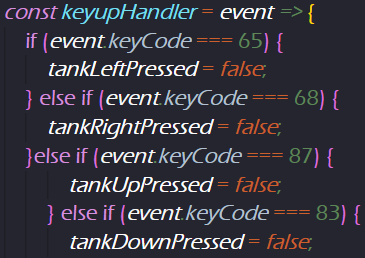 const keyupHandler = event => {
if (event.keyCode === 65) {
tankLeftPressed = false;
} else if (event.keyCode === 68) {
tankRightPressed = false;
}else if (event.keyCode === 87) {
tankUpPressed = false;
} else if (event.keyCode === 83) {
tankDownPressed = false;